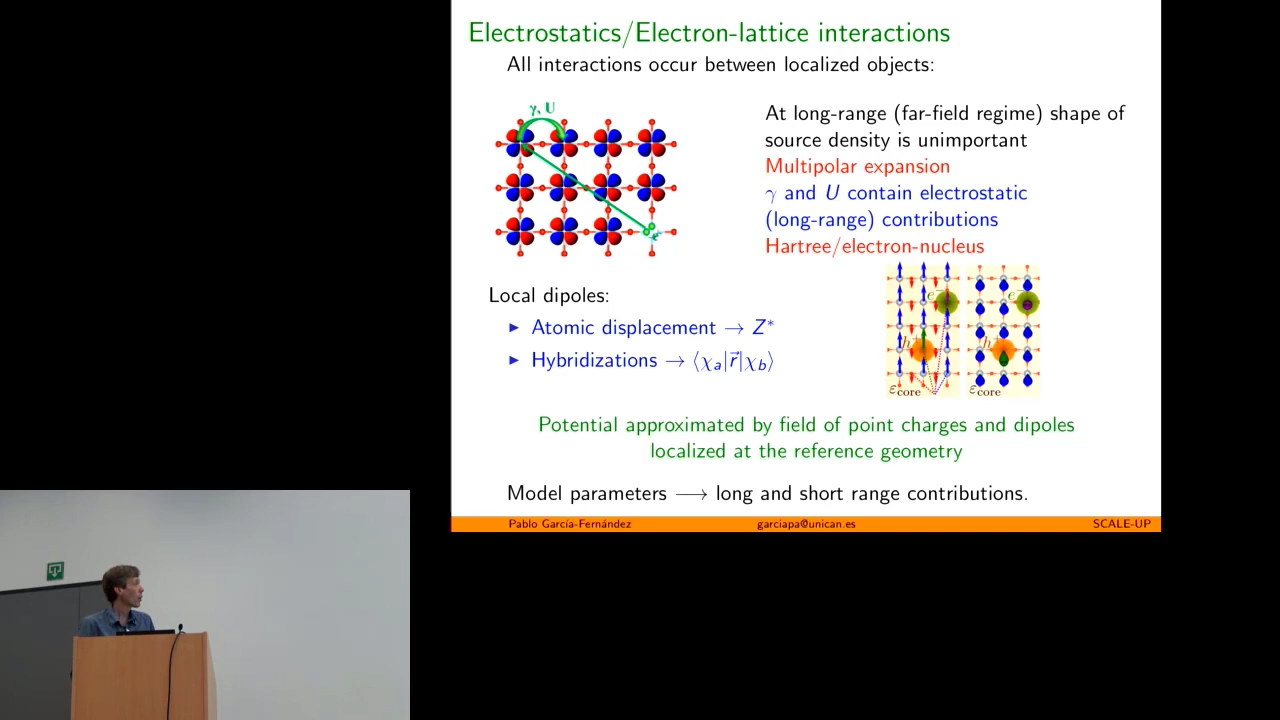 Electrostatics/Electron-lattice interactions
All interactions occur between localized objects:
γ, U
At long-range (far-field regime) shape of
source density is unimportant
Multipolar expansion
γ and U contain electrostatic
(long-range) contributions
Hartree/electron-nucleus
Local dipoles:
▶ Atomic displacement → Z*
▶ Hybridizations → ⟨χa|r⃗|χb⟩
e⁻ e⁻
h⁺ h⁺
εcore εcore
Potential approximated by field of point charges and dipoles
localized at the reference geometry
Model parameters ⟶ long and short range contributions.
Pablo García-Fernández garciapa@unican.es SCALE-UP